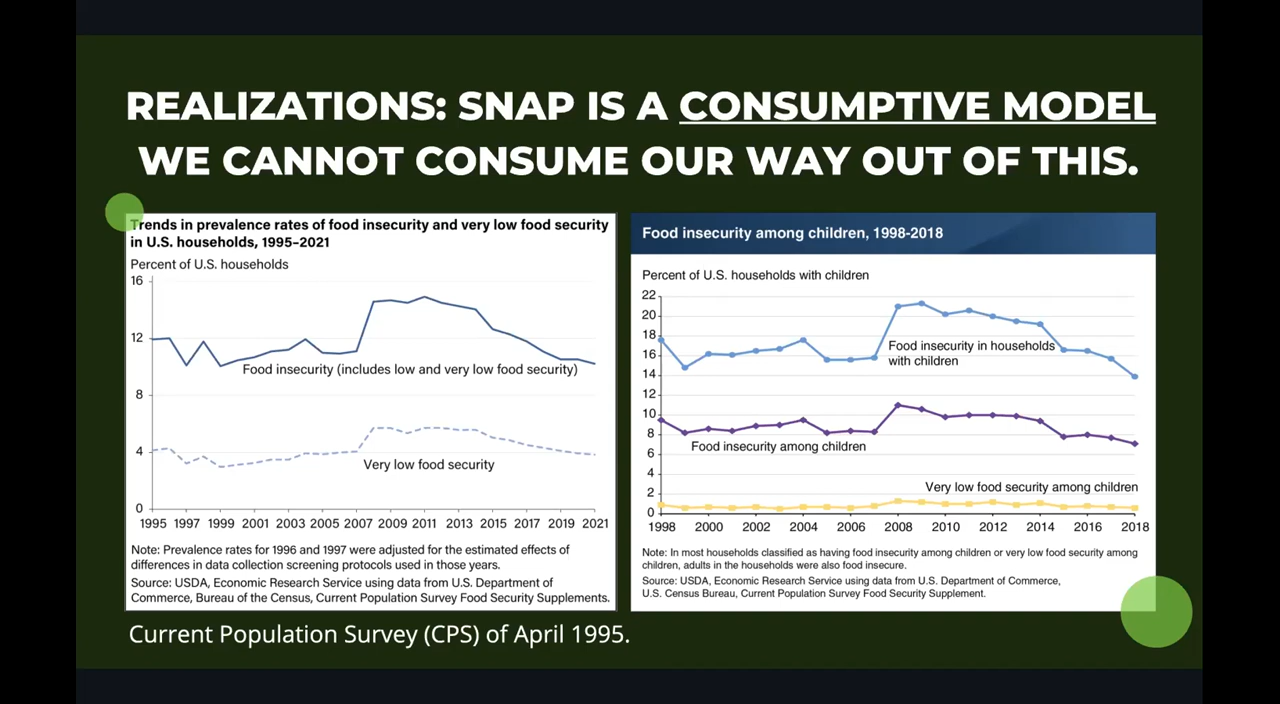 REALIZATIONS: SNAP IS A CONSUMPTIVE MODEL
WE CANNOT CONSUME OUR WAY OUT OF THIS.
Trends in prevalence rates of food insecurity and very low food security
in U.S. households, 1995–2021
Percent of U.S. households
16
12
8
4
0
Food insecurity (includes low and very low food security)
Very low food security
1995 1997 1999 2001 2003 2005 2007 2009 2011 2013 2015 2017 2019 2021
Note: Prevalence rates for 1996 and 1997 were adjusted for the estimated effects of
differences in data collection screening protocols used in those years.
Source: USDA, Economic Research Service using data from U.S. Department of
Commerce, Bureau of the Census, Current Population Survey Food Security Supplements.
Food insecurity among children, 1998-2018
Percent of U.S. households with children
22
20
18
16
14
12
10
8
6
4
2
0
Food insecurity in households
with children
Food insecurity among children
Very low food security among children
1998 2000 2002 2004 2006 2008 2010 2012 2014 2016 2018
Note: In most households classified as having food insecurity among children or very low food security among
children, adults in the households were also food insecure.
Source: USDA, Economic Research Service using data from U.S. Department of Commerce,
U.S. Census Bureau, Current Population Survey Food Security Supplement.
Current Population Survey (CPS) of April 1995.